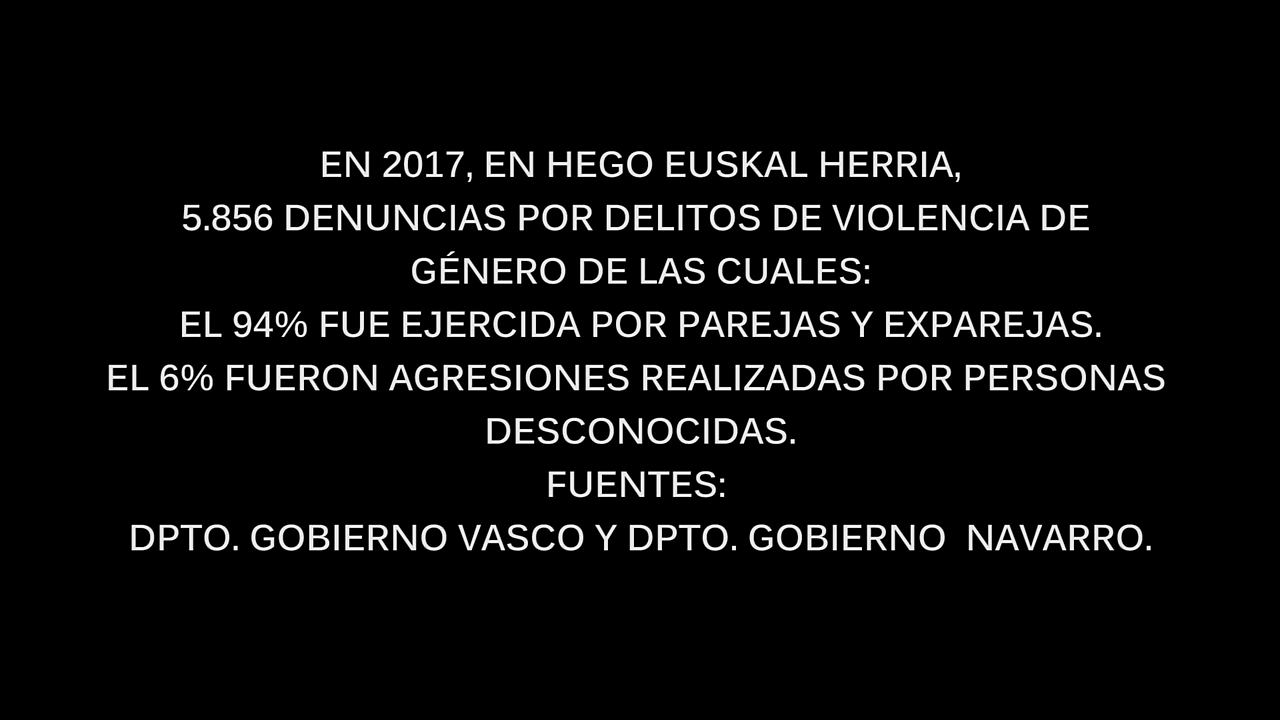 EN 2017, EN HEGO EUSKAL HERRIA,
5.856 DENUNCIAS POR DELITOS DE VIOLENCIA DE
GÉNERO DE LAS CUALES:
EL 94% FUE EJERCIDA POR PAREJAS Y EXPAREJAS.
EL 6% FUERON AGRESIONES REALIZADAS POR PERSONAS
DESCONOCIDAS.
FUENTES:
DPTO. GOBIERNO VASCO Y DPTO. GOBIERNO  NAVARRO.